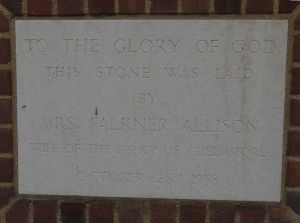 TO THE GLORY OF GOD
THIS STONE WAS LAID
BY
MRS. FALKNER ALLISON
WIFE OF THE BISHOP OF CHELMSFORD
OCTOBER 25TH 1958